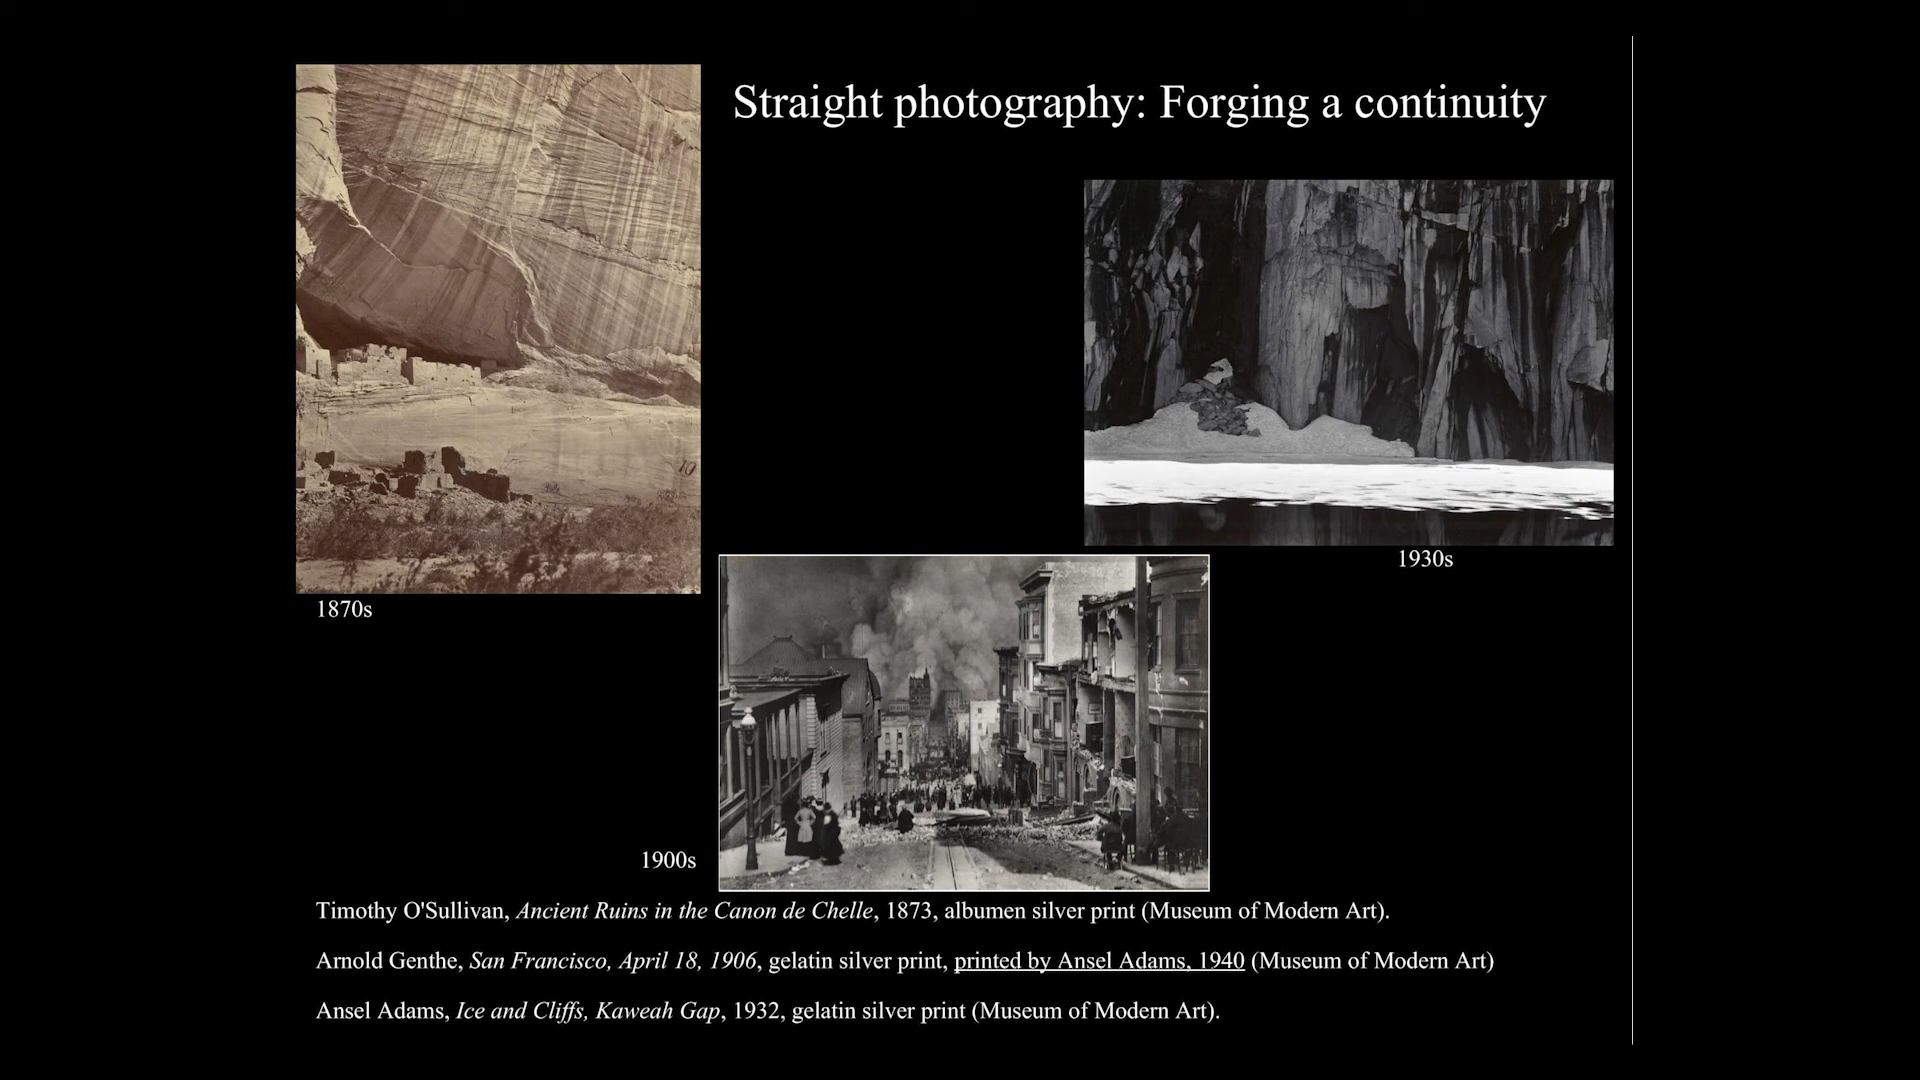 Straight photography: Forging a continuity
10
1870s
1930s
1900s
Timothy O'Sullivan, Ancient Ruins in the Canon de Chelle, 1873, albumen silver print (Museum of Modern Art).
Arnold Genthe, San Francisco, April 18, 1906, gelatin silver print, printed by Ansel Adams, 1940 (Museum of Modern Art)
Ansel Adams, Ice and Cliffs, Kaweah Gap, 1932, gelatin silver print (Museum of Modern Art).